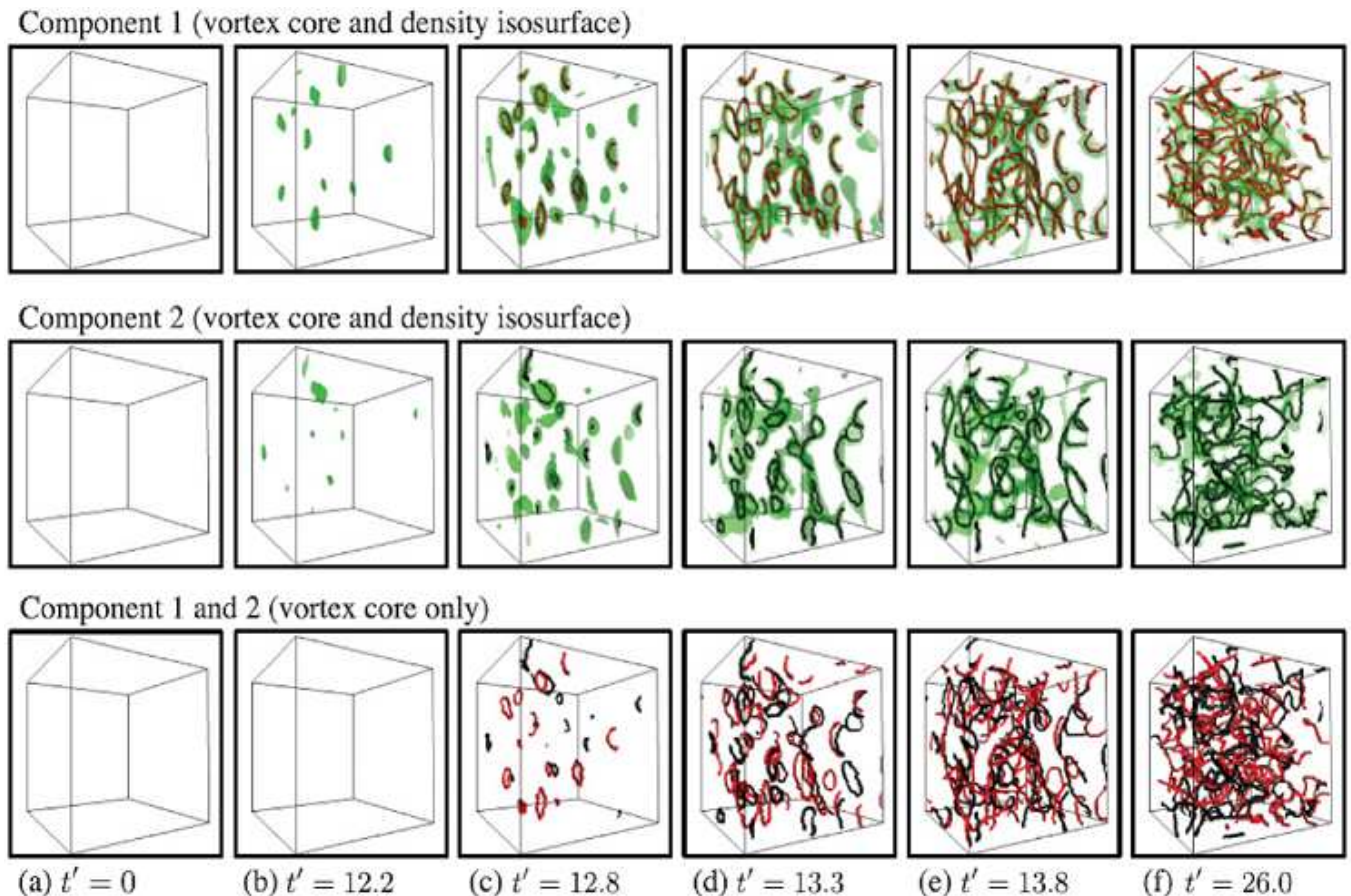 Component 1 (vortex core and density isosurface)
Component 2 (vortex core and density isosurface)
Component 1 and 2 (vortex core only)
(a) t′ = 0 (b) t′ = 12.2 (c) t′ = 12.8 (d) t′ = 13.3 (e) t′ = 13.8 (f) t′ = 26.0